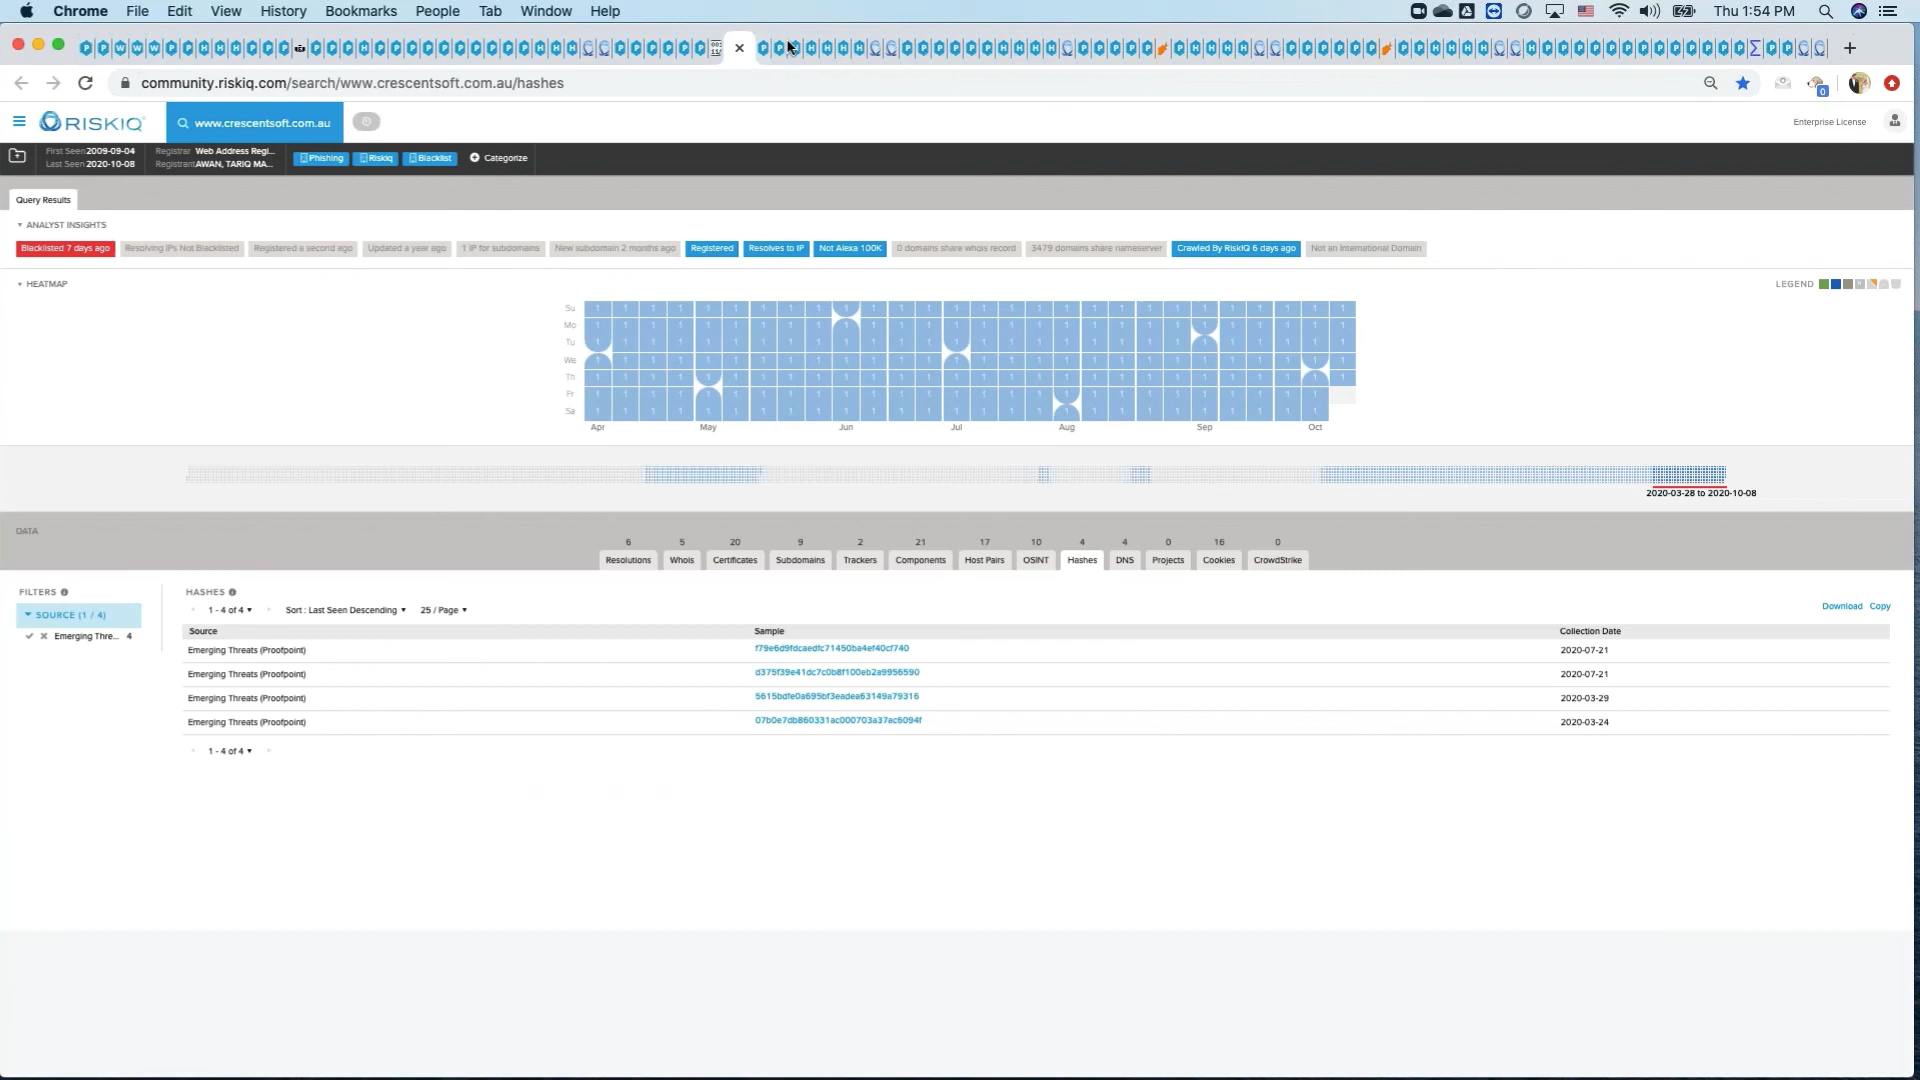 Chrome File Edit View History Bookmarks People Tab Window Help Thu 1:54 PM
community.riskiq.com/search/www.crescentsoft.com.au/hashes
0
RISKIQ www.crescentsoft.com.au Enterprise License
First Seen 2009-09-04 Registrar Web Address Regi...
Last Seen 2020-10-08 Registrant AWAN, TARIQ MA...
Phishing Riskiq Blacklist Categorize
Query Results
ANALYST INSIGHTS
Blacklisted 7 days ago Resolving IPs Not Blacklisted Registered a second ago Updated a year ago 1 IP for subdomains New subdomain 2 months ago Registered Resolves to IP Not Alexa 100K 0 domains share whois record 3479 domains share nameserver Crawled By RiskIQ 6 days ago Not an International Domain
HEATMAP LEGEND
Su
Mo
Tu
We
Th
Fr
Sa
Apr May Jun Jul Aug Sep Oct
2020-03-28 to 2020-10-08
DATA
6 5 20 9 2 21 17 10 4 4 0 16 0
Resolutions Whois Certificates Subdomains Trackers Components Host Pairs OSINT Hashes DNS Projects Cookies CrowdStrike
FILTERS
SOURCE (1 / 4)
Emerging Thre... 4
HASHES
1 - 4 of 4 Sort : Last Seen Descending 25 / Page Download Copy
Source Sample Collection Date
Emerging Threats (Proofpoint) f79e6d9fdcaedfc71450ba4ef40cf740 2020-07-21
Emerging Threats (Proofpoint) d375f39e41dc7c0b8f100eb2a9956590 2020-07-21
Emerging Threats (Proofpoint) 5615bdfe0a695bf3eadea63149a79316 2020-03-29
Emerging Threats (Proofpoint) 07b0e7db860331ac000703a37ac6094f 2020-03-24
1 - 4 of 4